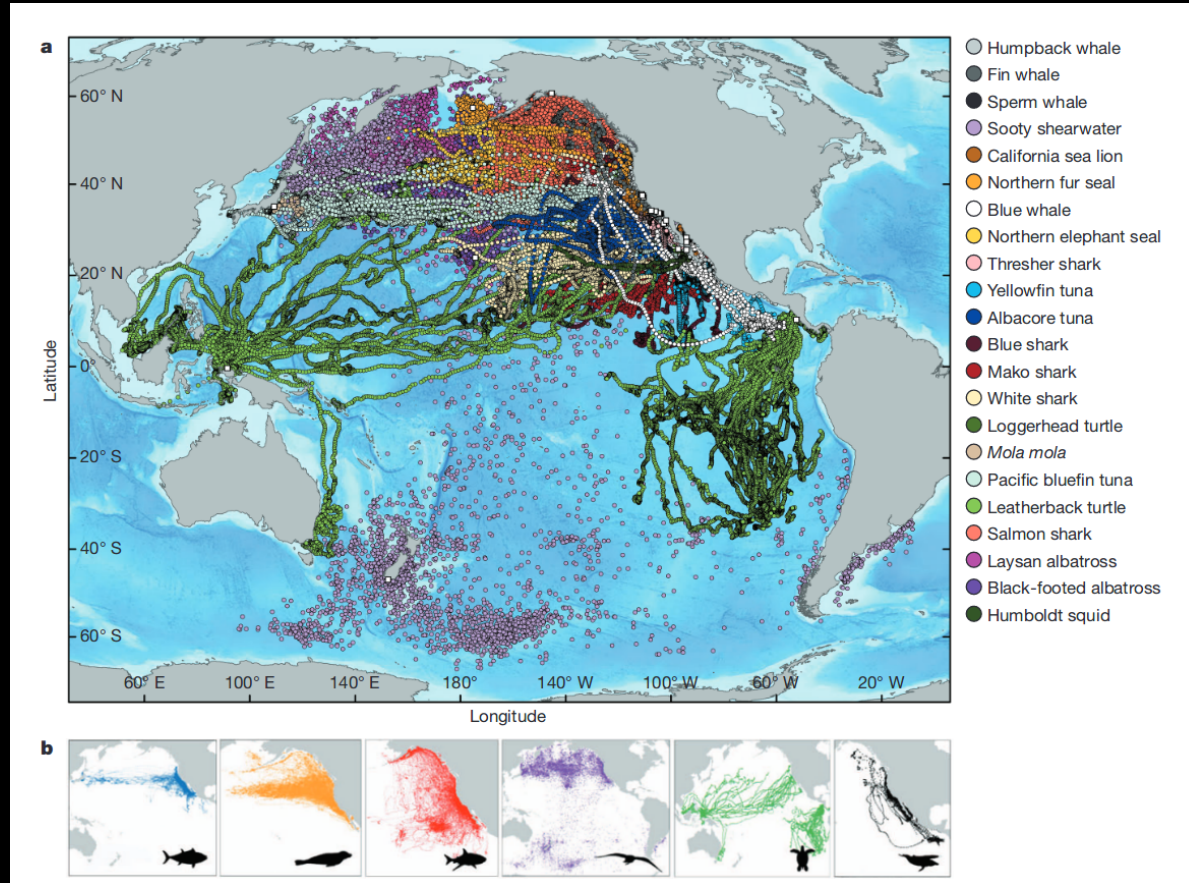 a
60° N
40° N
20° N
0°
20° S
40° S
60° S
Latitude
60° E
100° E
140° E
180°
140° W
100° W
60° W
20° W
Longitude
Humpback whale
Fin whale
Sperm whale
Sooty shearwater
California sea lion
Northern fur seal
Blue whale
Northern elephant seal
Thresher shark
Yellowfin tuna
Albacore tuna
Blue shark
Mako shark
White shark
Loggerhead turtle
Mola mola
Pacific bluefin tuna
Leatherback turtle
Salmon shark
Laysan albatross
Black-footed albatross
Humboldt squid
b